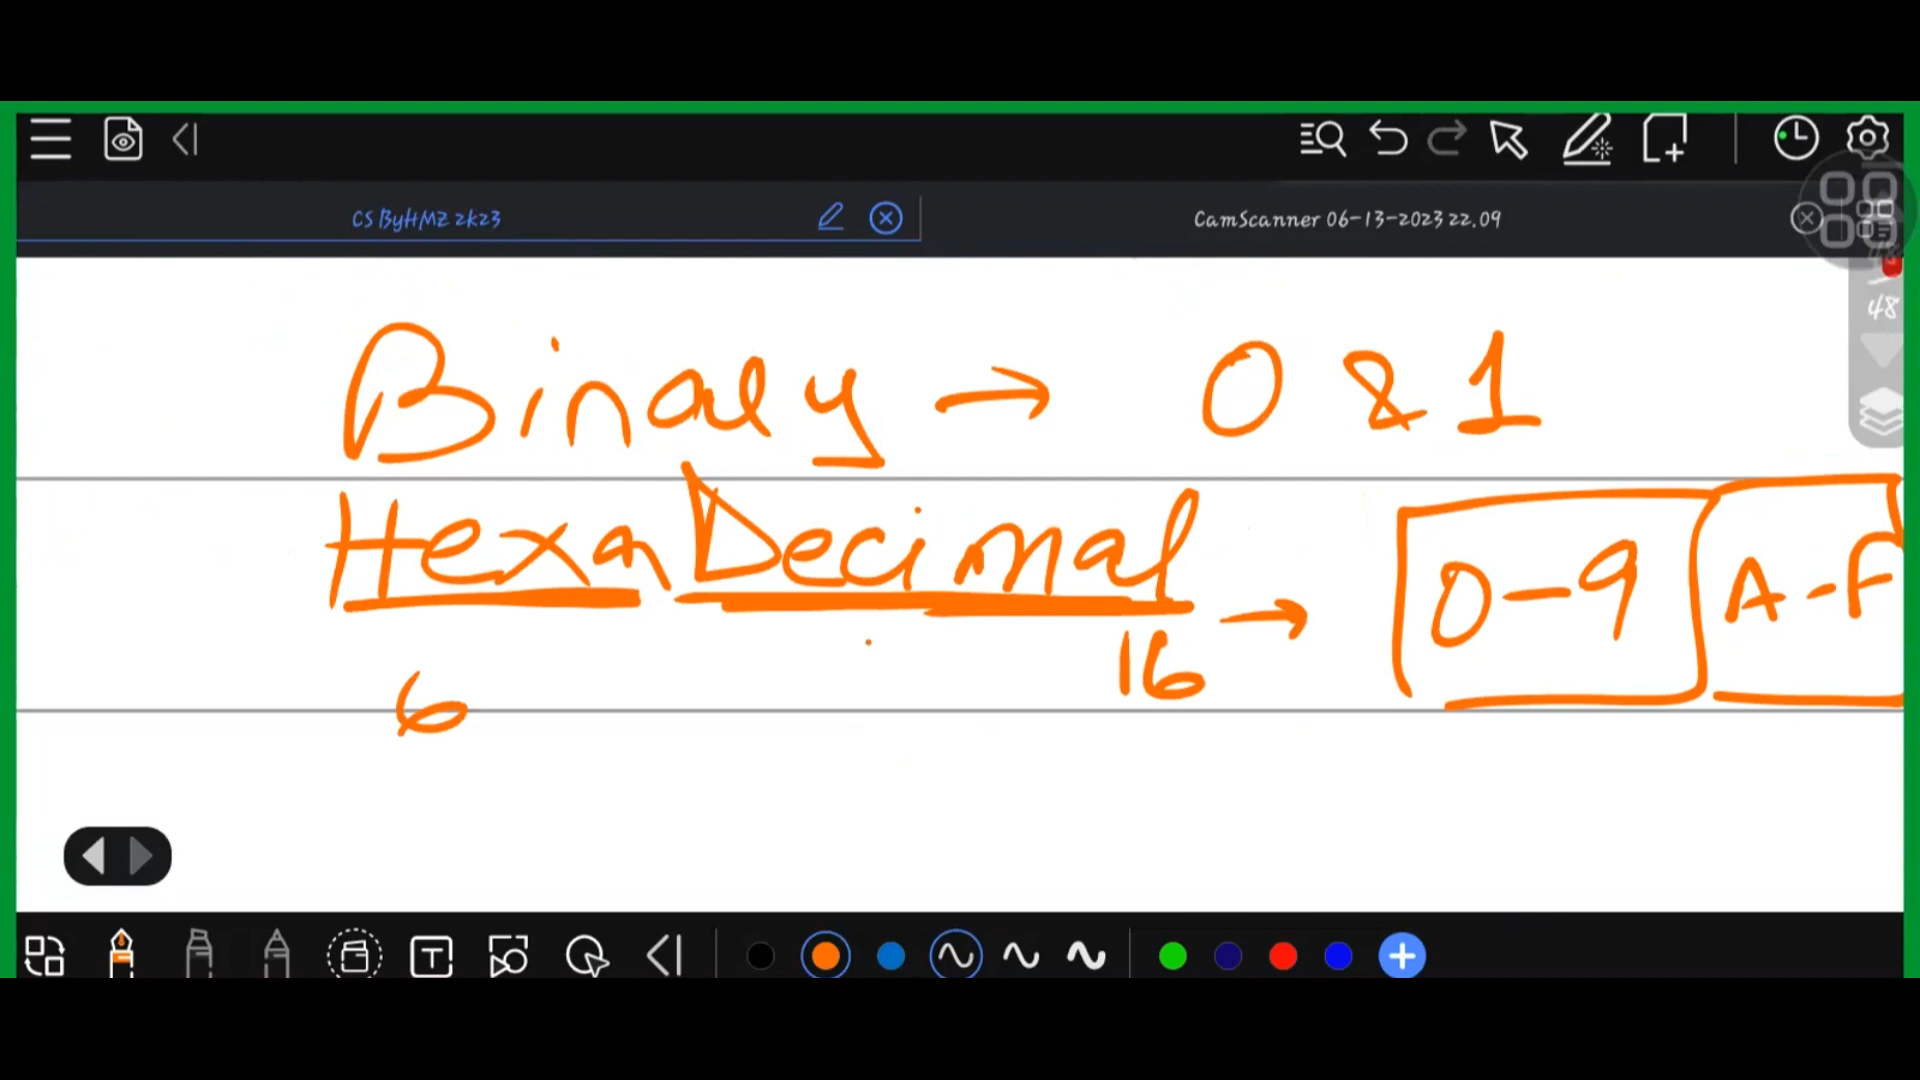 CS ByHMZ 2k23
CamScanner 06-13-2023 22.09
48
Binary → 0 & 1
HexaDecimal
16 → 0-9 A-F
6
T